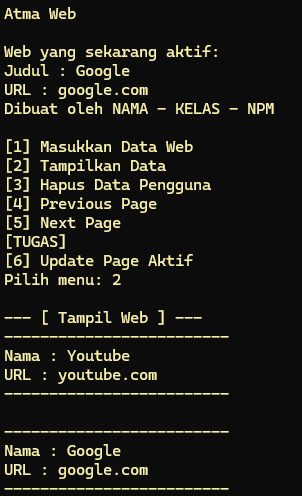 Atma Web
Web yang sekarang aktif:
Judul : Google
URL : google.com
Dibuat oleh NAMA - KELAS - NPM
[1] Masukkan Data Web
[2] Tampilkan Data
[3] Hapus Data Pengguna
[4] Previous Page
[5] Next Page
[TUGAS]
[6] Update Page Aktif
Pilih menu: 2
--- [ Tampil Web ] ---
-------------------------
Nama : Youtube
URL : youtube.com
-------------------------
-------------------------
Nama : Google
URL : google.com
-------------------------